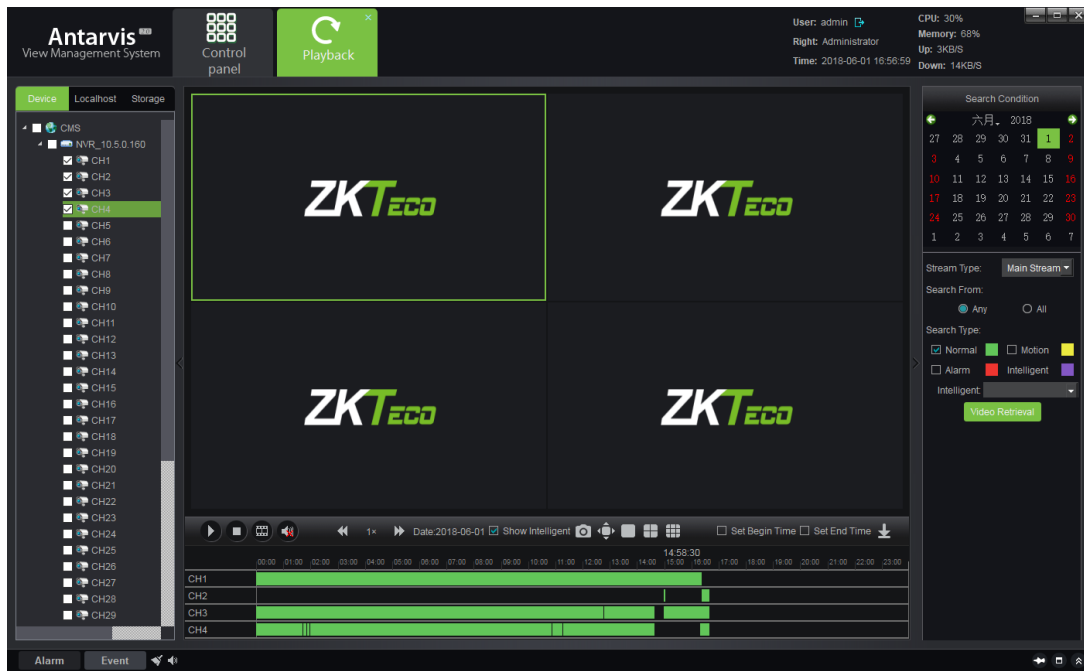 Antarvis 2.0
View Management System
Control
panel
Playback
User: admin
Right: Administrator
Time: 2018-06-01 16:56:59
CPU: 30%
Memory: 68%
Up: 3KB/S
Down: 14KB/S
Device Localhost Storage
CMS
NVR_10.5.0.160
CH1
CH2
CH3
CH4
CH5
CH6
CH7
CH8
CH9
CH10
CH11
CH12
CH13
CH14
CH15
CH16
CH17
CH18
CH19
CH20
CH21
CH22
CH23
CH24
CH25
CH26
CH27
CH28
CH29
ZKTECO
ZKTECO
ZKTECO
ZKTECO
1× Date:2018-06-01 Show Intelligent Set Begin Time Set End Time
14:58:30
00:00 01:00 02:00 03:00 04:00 05:00 06:00 07:00 08:00 09:00 10:00 11:00 12:00 13:00 14:00 15:00 16:00 17:00 18:00 19:00 20:00 21:00 22:00 23:00
CH1
CH2
CH3
CH4
Search Condition
六月 2018
27 28 29 30 31 1 2
3 4 5 6 7 8 9
10 11 12 13 14 15 16
17 18 19 20 21 22 23
24 25 26 27 28 29 30
1 2 3 4 5 6 7
Stream Type: Main Stream
Search From:
Any All
Search Type:
Normal Motion
Alarm Intelligent
Intelligent:
Video Retrieval
Alarm Event